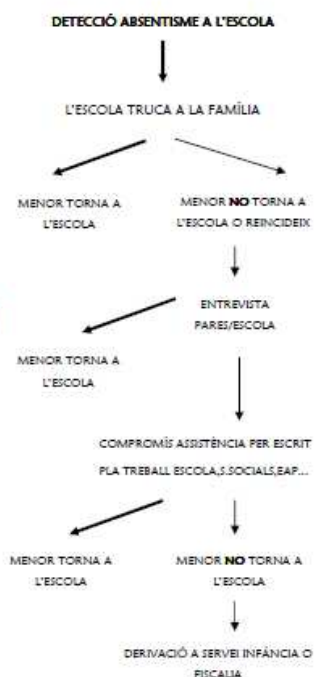 DETECCIÓ ABSENTISME A L'ESCOLA
L'ESCOLA TRUCA A LA FAMÍLIA
MENOR TORNA A
L'ESCOLA
MENOR NO TORNA A
L'ESCOLA O REINCIDEIX
ENTREVISTA
PARES/ESCOLA
MENOR TORNA A
L'ESCOLA
COMPROMÍS ASSISTÈNCIA PER ESCRIT
PLA TREBALL ESCOLA,S.SOCIALS,EAP...
MENOR TORNA A
L'ESCOLA
MENOR NO TORNA A
L'ESCOLA
DERIVACIÓ A SERVEI INFÁNCIA O
FISCALIA